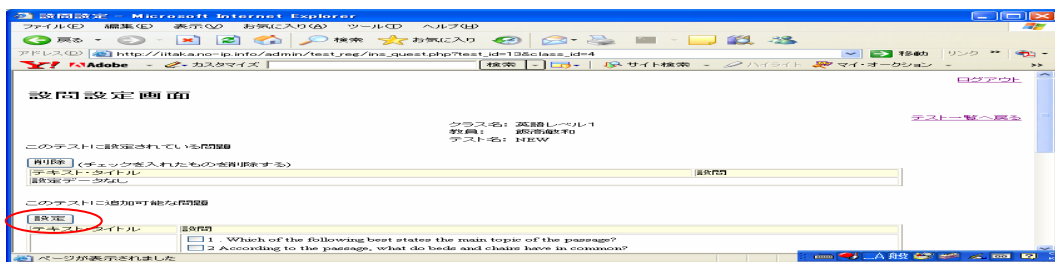 設問設定 - Microsoft Internet Explorer
ファイル(F) 編集(E) 表示(V) お気に入り(A) ツール(T) ヘルプ(H)
戻る 検索 お気に入り
アドレス(D) http://iitaka.no-ip.info/admin/test_reg/ins_quest.php?test_id=13&class_id=4 移動 リンク
Y! Adobe カスタマイズ 検索 サイト検索 ハイライト マイ・オークション
ログアウト
設問設定画面
テスト一覧へ戻る
クラス名: 英語レベル1
教員: 飯高敏和
テスト名: NEW
このテストに設定されている問題
削除 (チェックを入れたものを削除する)
テキスト・タイトル 設問
設定データなし
このテストに追加可能な問題
設定
テキスト・タイトル 設問
1 . Which of the following best states the main topic of the passage?
2 According to the passage, what do beds and chairs have in common?
ページが表示されました
A 般